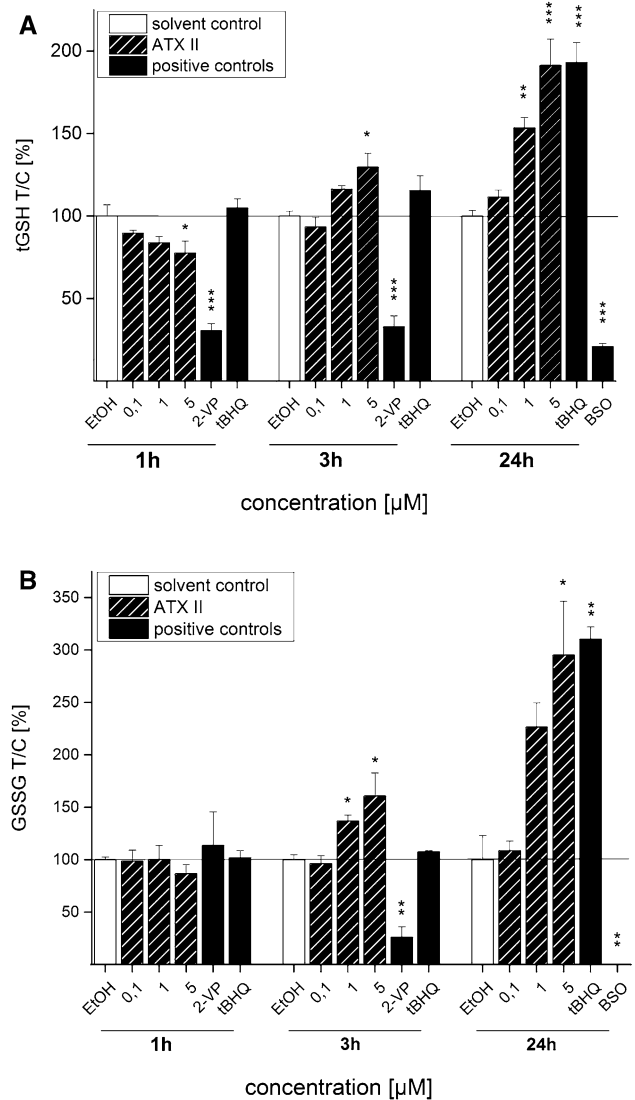 A
solvent control
ATX II
positive controls
tGSH T/C [%]
200
150
100
50
*
***
*
***
**
***
***
***
EtOH 0,1 1 5 2-VP tBHQ EtOH 0,1 1 5 2-VP tBHQ EtOH 0,1 1 5 tBHQ BSO
1h 3h 24h
concentration [µM]
B
solvent control
ATX II
positive controls
GSSG T/C [%]
350
300
250
200
150
100
50
*
*
**
*
**
**
EtOH 0,1 1 5 2-VP tBHQ EtOH 0,1 1 5 2-VP tBHQ EtOH 0,1 1 5 tBHQ BSO
1h 3h 24h
concentration [µM]